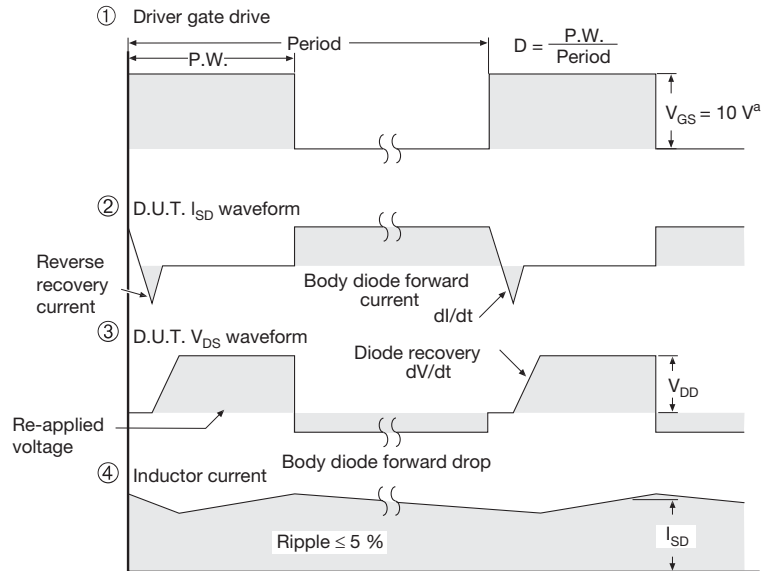 ① Driver gate drive
Period
P.W.
D = P.W. / Period
V_GS = 10 Vᵃ
② D.U.T. I_SD waveform
Reverse
recovery
current
Body diode forward
current
dI/dt
③ D.U.T. V_DS waveform
Diode recovery
dV/dt
V_DD
Re-applied
voltage
Body diode forward drop
④ Inductor current
Ripple ≤ 5 %
I_SD